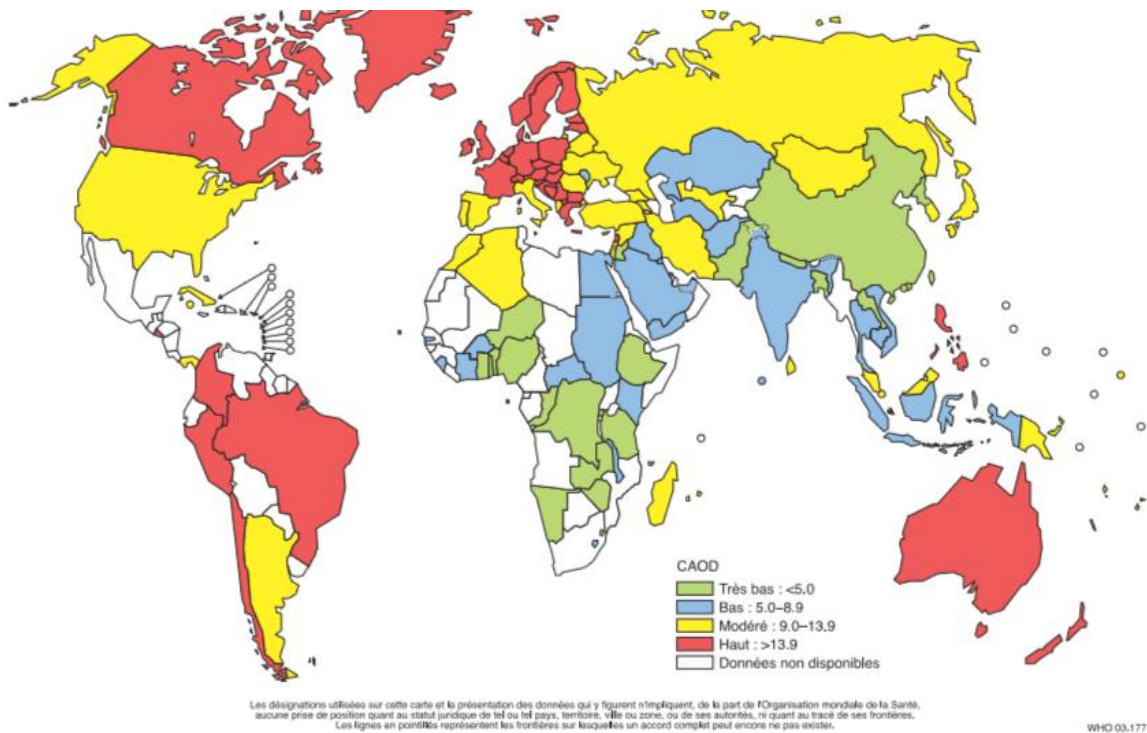 CAOD
Très bas : <5.0
Bas : 5.0–8.9
Modéré : 9.0–13.9
Haut : >13.9
Données non disponibles
Les désignations utilisées sur cette carte et la présentation des données qui y figurent n'impliquent, de la part de l'Organisation mondiale de la Santé,
aucune prise de position quant au statut juridique de tel ou tel pays, territoire, ville ou zone, ou de ses autorités, ni quant au tracé de ses frontières.
Les lignes en pointillés représentent les frontières sur lesquelles un accord complet peut encore ne pas exister.
WHO 03.177